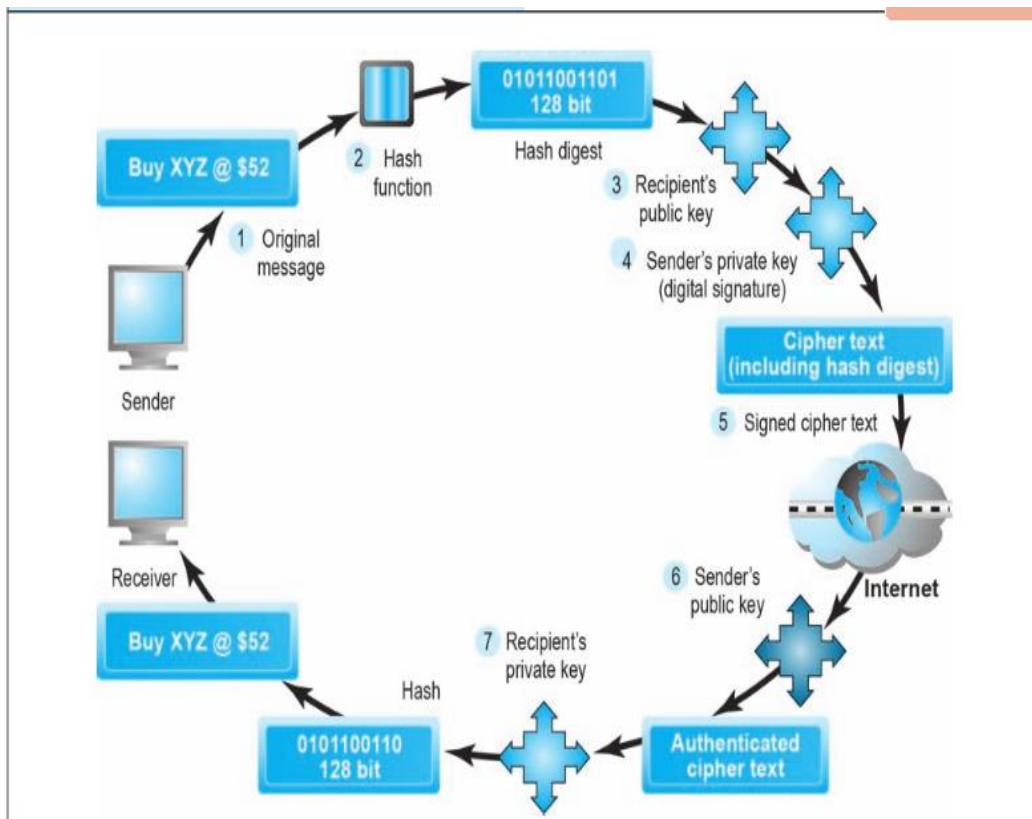 Buy XYZ @ $52
1 Original
message
Sender
2 Hash
function
01011001101
128 bit
Hash digest
3 Recipient's
public key
4 Sender's private key
(digital signature)
Cipher text
(including hash digest)
5 Signed cipher text
Internet
6 Sender's
public key
Authenticated
cipher text
7 Recipient's
private key
Hash
0101100110
128 bit
Buy XYZ @ $52
Receiver